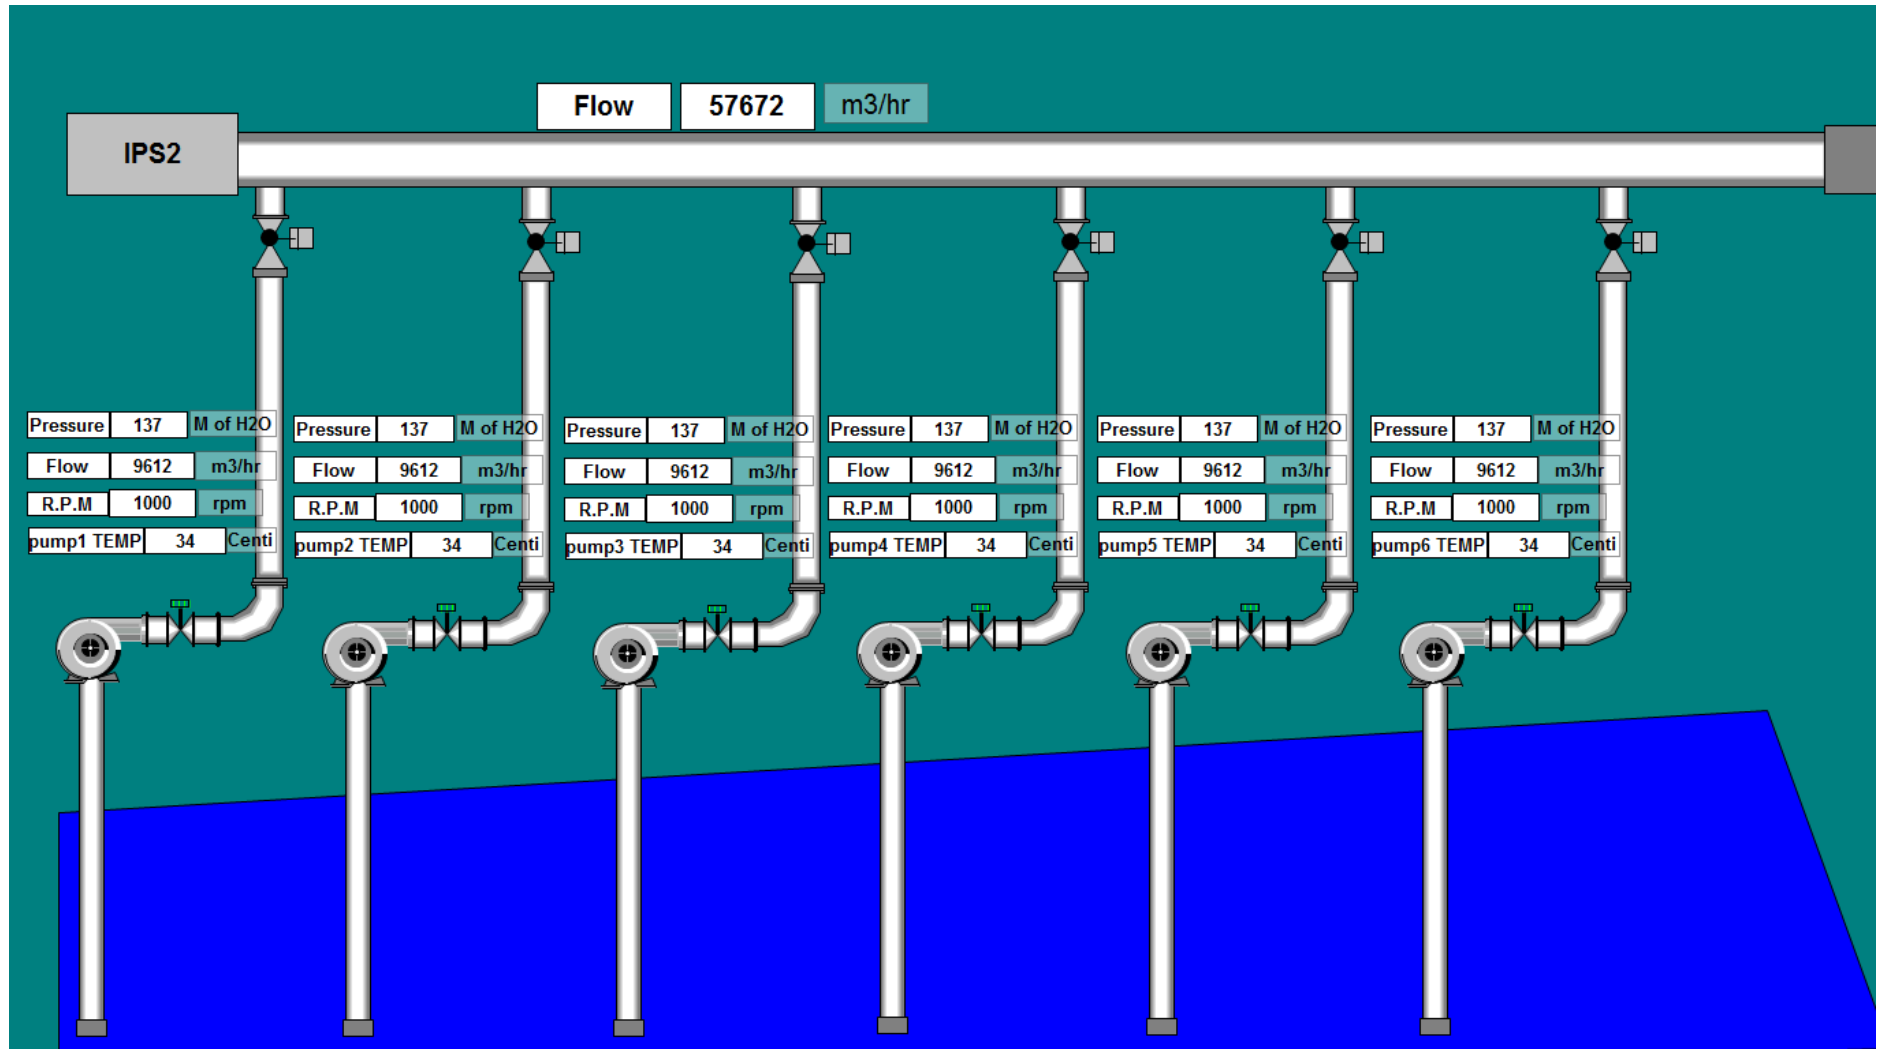 Flow 57672 m3/hr
IPS2
Pressure 137 M of H2O
Flow 9612 m3/hr
R.P.M 1000 rpm
pump1 TEMP 34 Centi
Pressure 137 M of H2O
Flow 9612 m3/hr
R.P.M 1000 rpm
pump2 TEMP 34 Centi
Pressure 137 M of H2O
Flow 9612 m3/hr
R.P.M 1000 rpm
pump3 TEMP 34 Centi
Pressure 137 M of H2O
Flow 9612 m3/hr
R.P.M 1000 rpm
pump4 TEMP 34 Centi
Pressure 137 M of H2O
Flow 9612 m3/hr
R.P.M 1000 rpm
pump5 TEMP 34 Centi
Pressure 137 M of H2O
Flow 9612 m3/hr
R.P.M 1000 rpm
pump6 TEMP 34 Centi